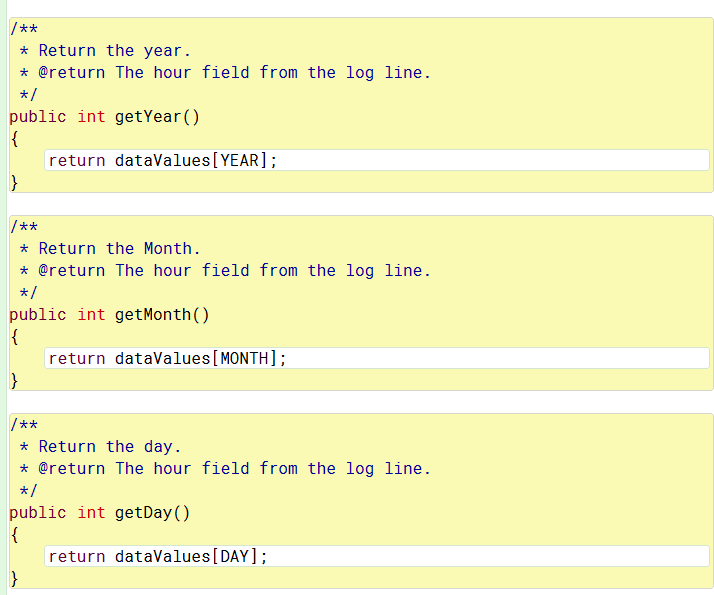 /**
 * Return the year.
 * @return The hour field from the log line.
 */
public int getYear()
{
    return dataValues[YEAR];
}
/**
 * Return the Month.
 * @return The hour field from the log line.
 */
public int getMonth()
{
    return dataValues[MONTH];
}
/**
 * Return the day.
 * @return The hour field from the log line.
 */
public int getDay()
{
    return dataValues[DAY];
}